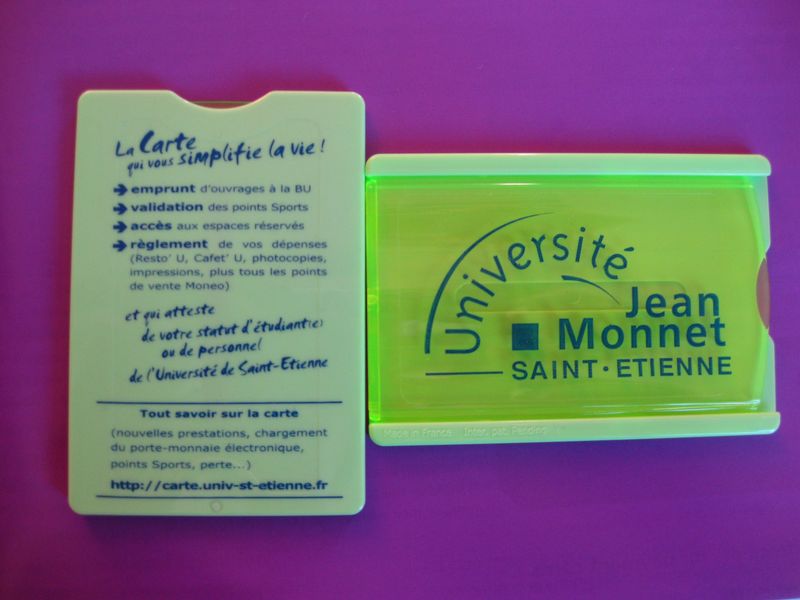 La Carte
qui vous simplifie la vie !
emprunt d'ouvrages à la BU
validation des points Sports
accès aux espaces réservés
règlement de vos dépenses
(Resto' U, Cafet' U, photocopies,
impressions, plus tous les points
de vente Moneo)
et qui atteste
de votre statut d'étudiant(e)
ou de personnel
de l'Université de Saint-Etienne
Tout savoir sur la carte
(nouvelles prestations, chargement
du porte-monnaie électronique,
points Sports, perte...)
http://carte.univ-st-etienne.fr
Université
Jean
Monnet
SAINT·ETIENNE
Made in France Inter. pat. Pending